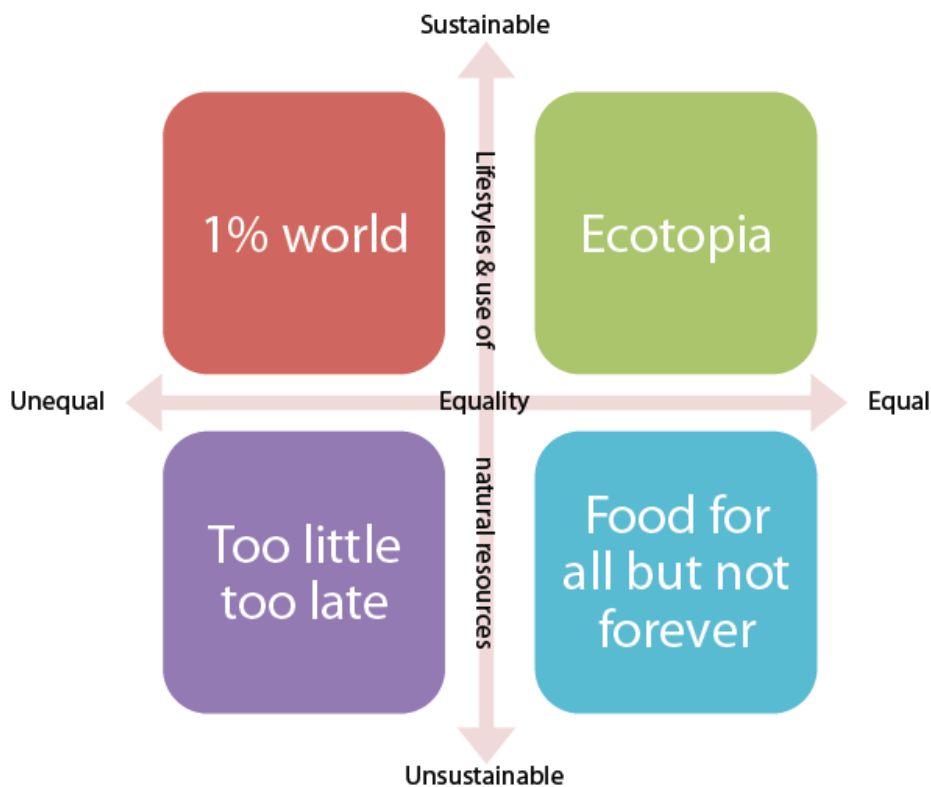 Sustainable
1% world
Lifestyles & use of
Ecotopia
Unequal
Equality
Equal
Too little
too late
natural resources
Food for
all but not
forever
Unsustainable